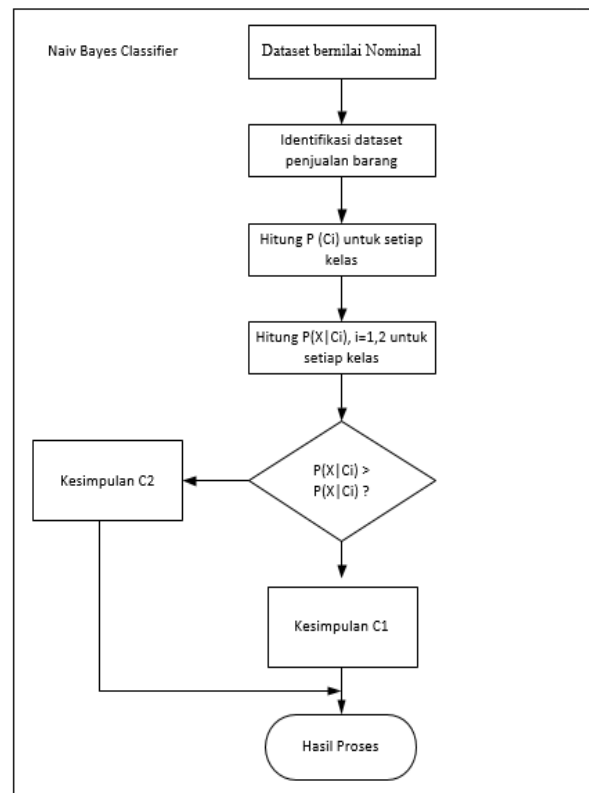 Naiv Bayes Classifier
Dataset bernilai Nominal
Identifikasi dataset
penjualan barang
Hitung P (Ci) untuk setiap
kelas
Hitung P(X|Ci), i=1,2 untuk
setiap kelas
P(X|Ci) >
P(X|Ci) ?
Kesimpulan C2
Kesimpulan C1
Hasil Proses